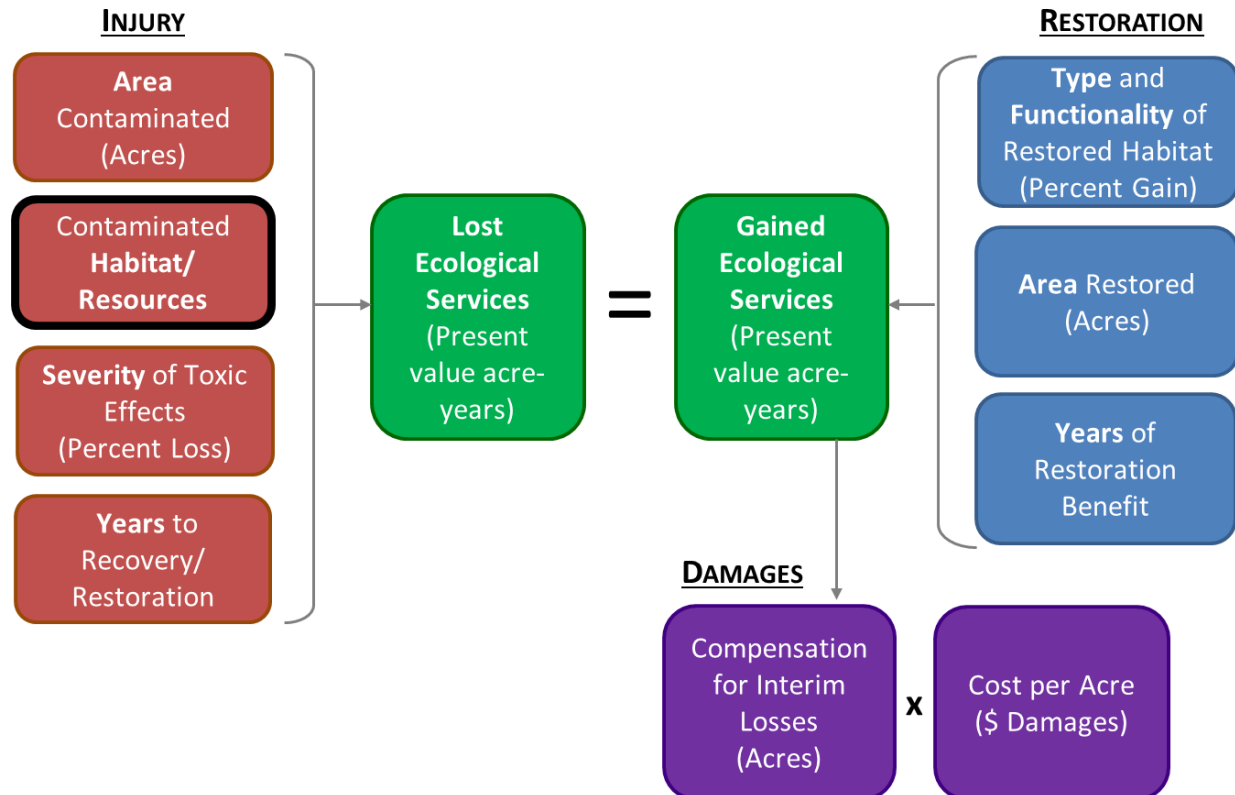 INJURY
Area
Contaminated
(Acres)
Contaminated
Habitat/
Resources
Severity of Toxic
Effects
(Percent Loss)
Years to
Recovery/
Restoration
Lost
Ecological
Services
(Present
value acre-
years)
=
Gained
Ecological
Services
(Present
value acre-
years)
RESTORATION
Type and
Functionality of
Restored Habitat
(Percent Gain)
Area Restored
(Acres)
Years of
Restoration
Benefit
DAMAGES
Compensation
for Interim
Losses
(Acres)
x
Cost per Acre
($ Damages)